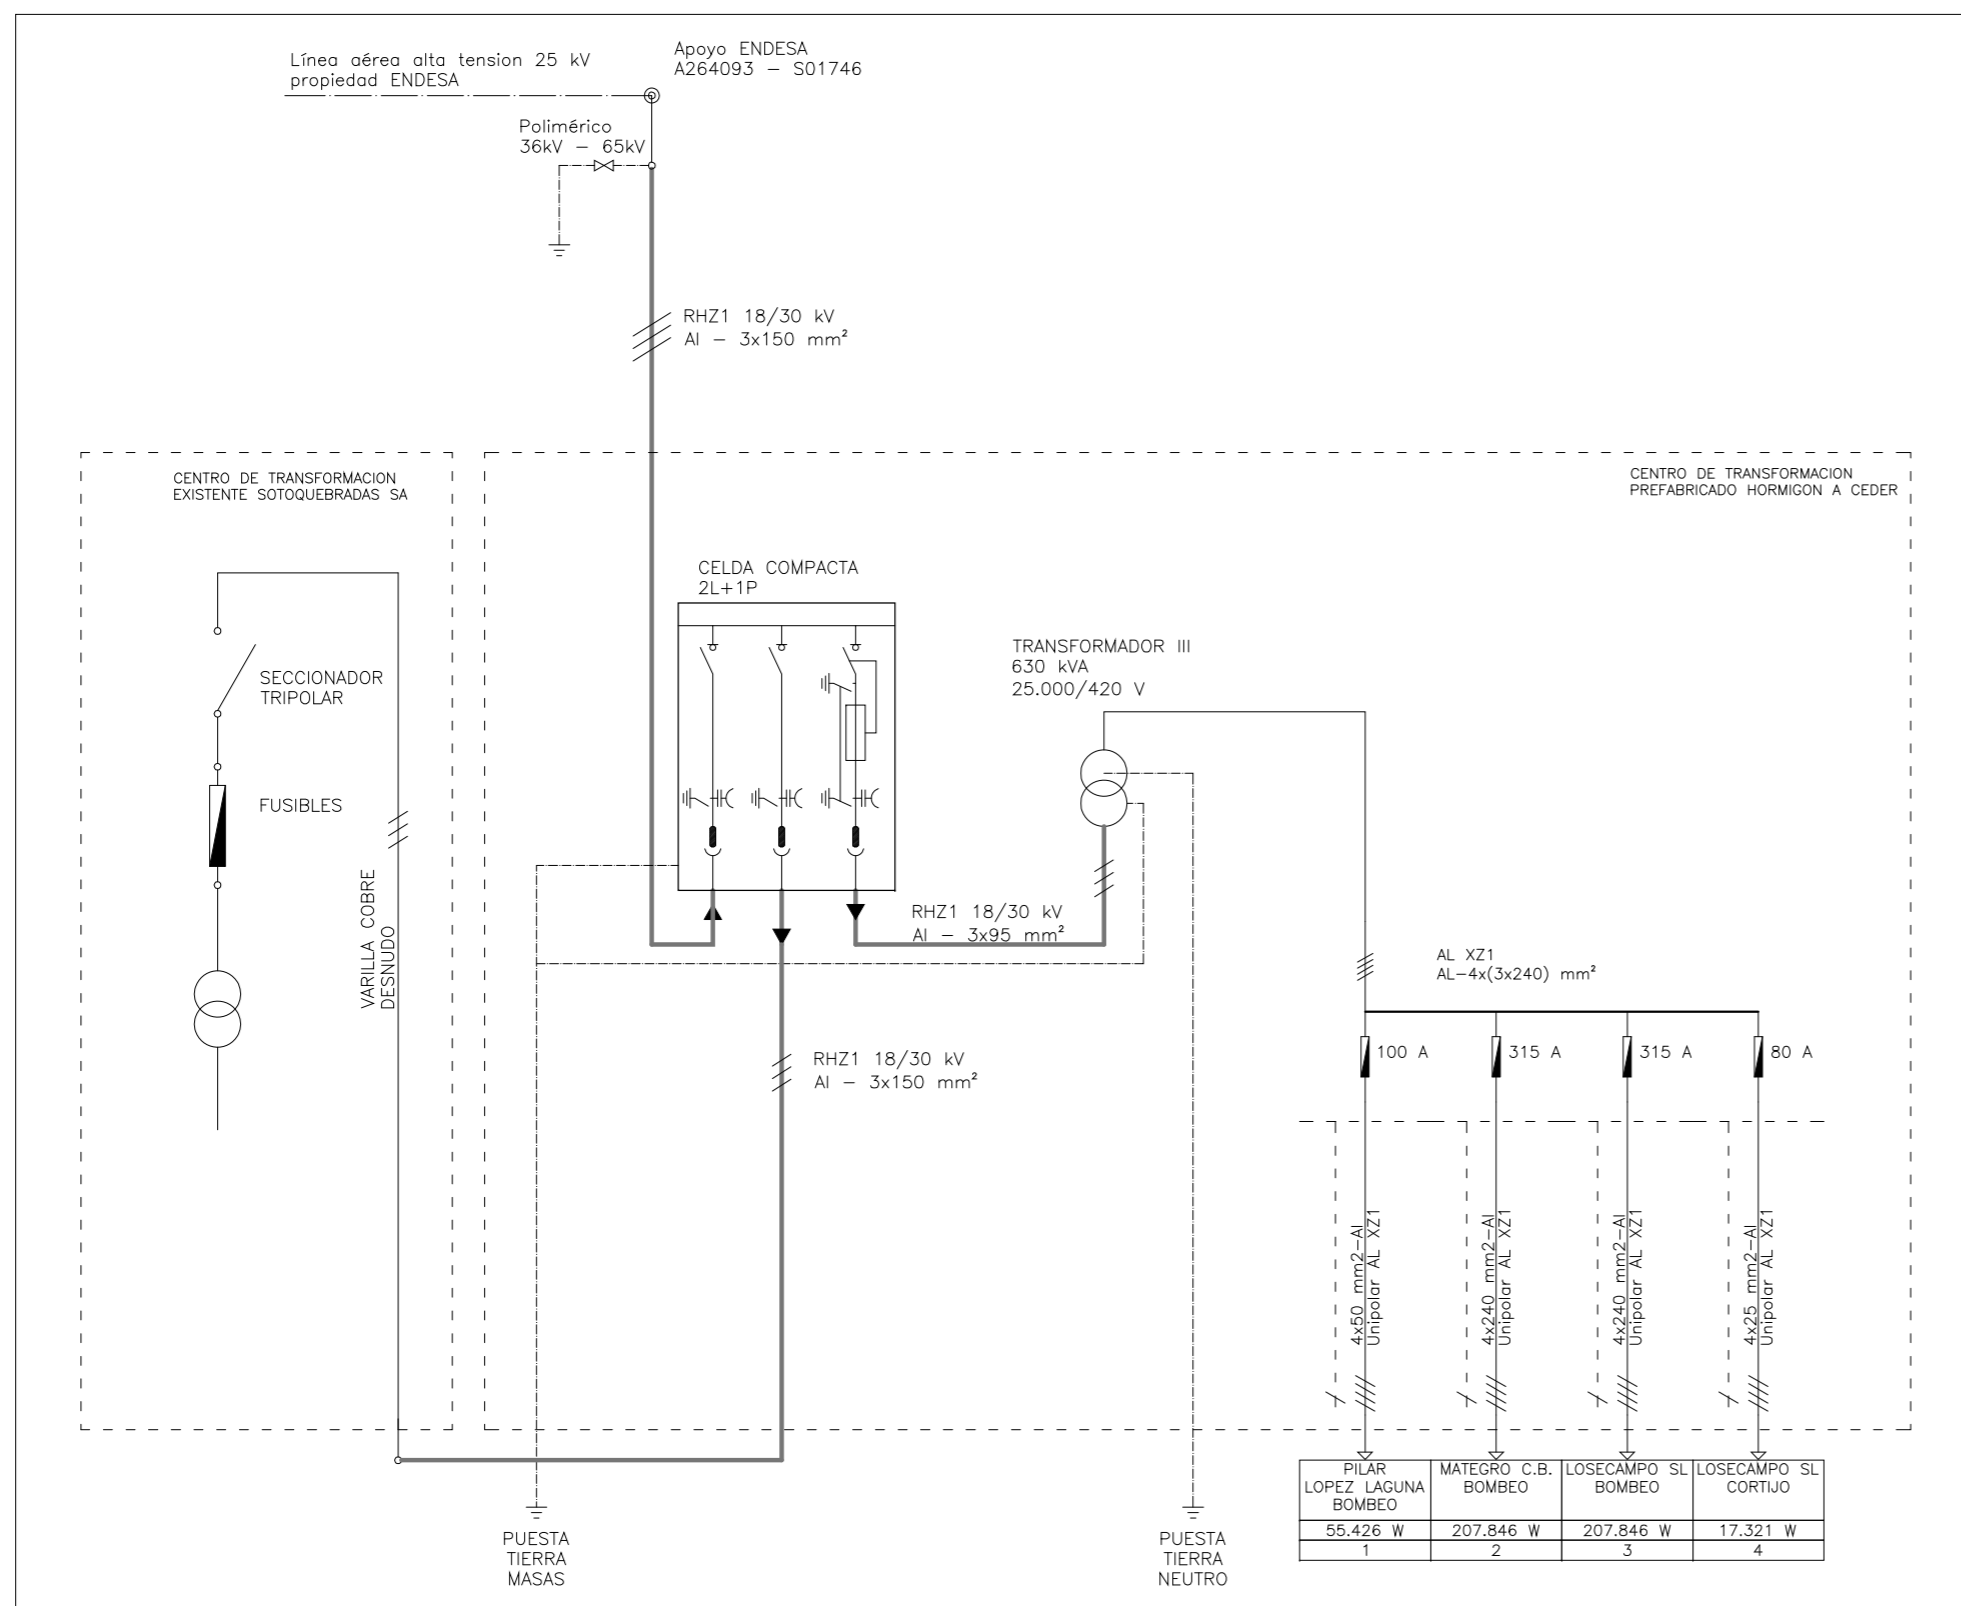 Línea aérea alta tension 25 kV
propiedad ENDESA
Apoyo ENDESA
A264093 – S01746
Polimérico
36kV – 65kV
RHZ1 18/30 kV
Al – 3x150 mm²
CENTRO DE TRANSFORMACION
EXISTENTE SOTOQUEBRADAS SA
CENTRO DE TRANSFORMACION
PREFABRICADO HORMIGON A CEDER
CELDA COMPACTA
2L+1P
SECCIONADOR
TRIPOLAR
FUSIBLES
VARILLA COBRE
DESNUDO
TRANSFORMADOR III
630 kVA
25.000/420 V
RHZ1 18/30 kV
Al – 3x95 mm²
RHZ1 18/30 kV
Al – 3x150 mm²
AL XZ1
AL–4x(3x240) mm²
100 A
315 A
315 A
80 A
4x50 mm2–Al
Unipolar AL XZ1
4x240 mm2–Al
Unipolar AL XZ1
4x240 mm2–Al
Unipolar AL XZ1
4x25 mm2–Al
Unipolar AL XZ1
PUESTA
TIERRA
MASAS
PUESTA
TIERRA
NEUTRO
PILAR
LOPEZ LAGUNA
BOMBEO
MATEGRO C.B.
BOMBEO
LOSECAMPO SL
BOMBEO
LOSECAMPO SL
CORTIJO
55.426 W
207.846 W
207.846 W
17.321 W
1
2
3
4